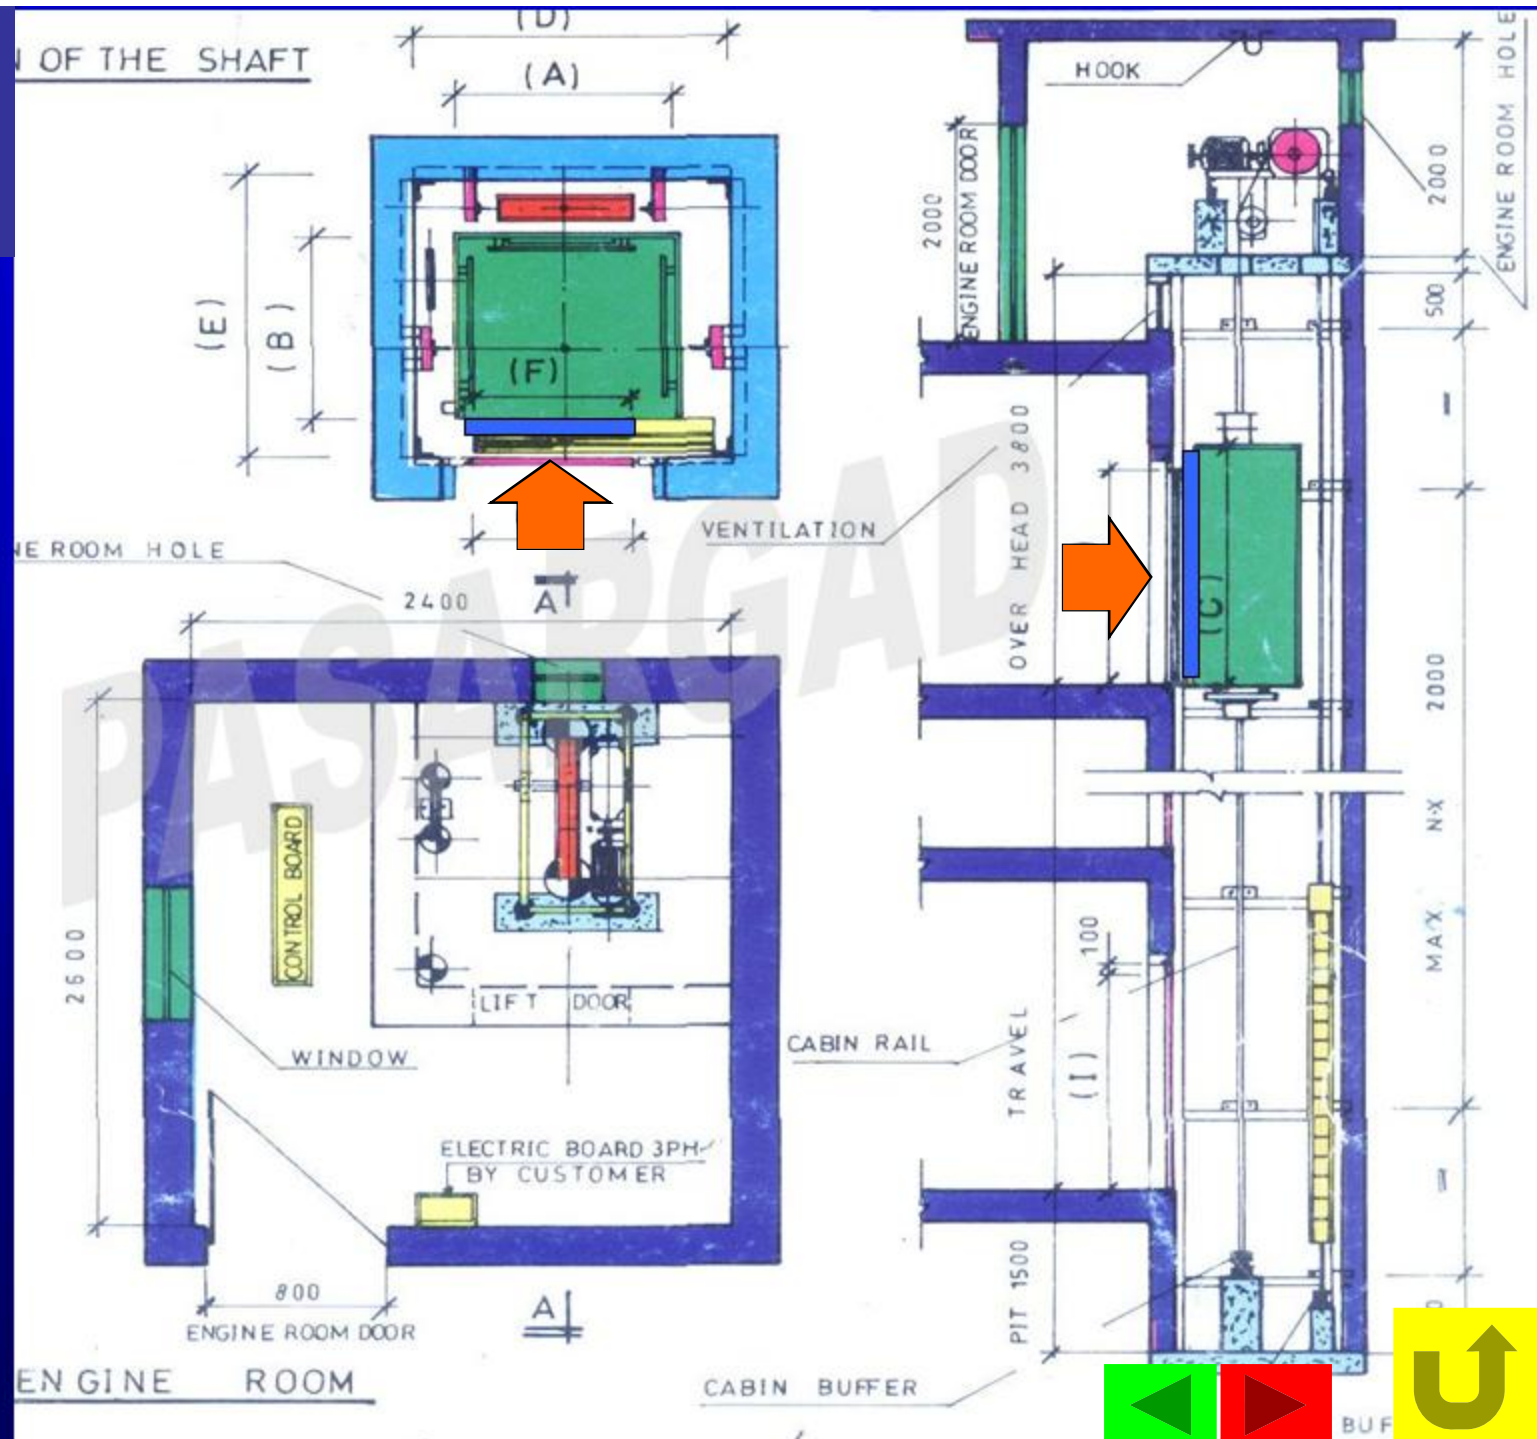 N OF THE SHAFT
(D)
(A)
(E)
(B)
(F)
HOOK
ENGINE ROOM HOLE
2000
ENGINE ROOM DOOR
2000
500
VENTILATION
OVER HEAD 3800
(C)
NE ROOM HOLE
2400
A
PASARGAD
2000
N·X
MAX.
CONTROL BOARD
2600
LIFT DOOR
WINDOW
100
CABIN RAIL
TRAVEL
(I)
ELECTRIC BOARD 3PH
BY CUSTOMER
800
ENGINE ROOM DOOR
A
PIT 1500
0
ENGINE ROOM
CABIN BUFFER
BUF